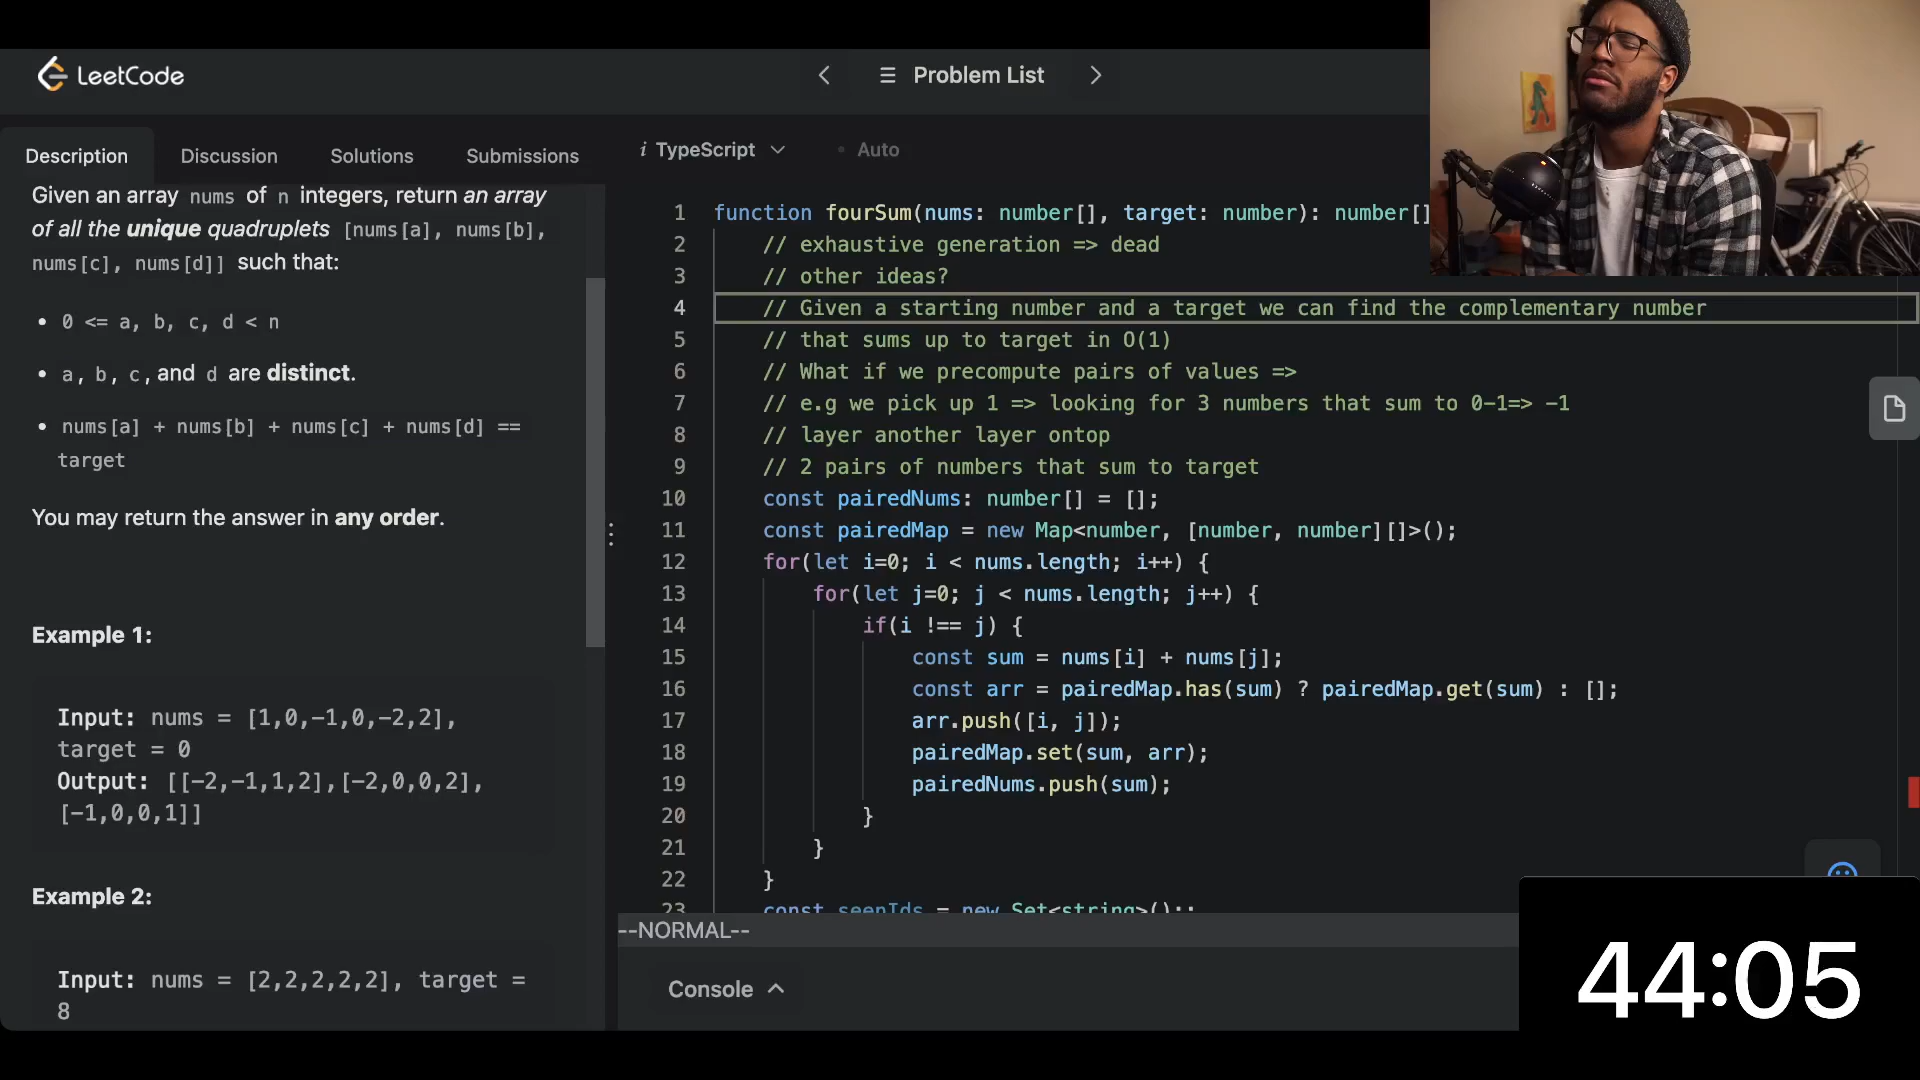 LeetCode
Problem List
Description
Discussion
Solutions
Submissions
Given an array nums of n integers, return an array
of all the unique quadruplets [nums[a], nums[b],
nums[c], nums[d]] such that:
• 0 <= a, b, c, d < n
• a, b, c, and d are distinct.
• nums[a] + nums[b] + nums[c] + nums[d] ==
target
You may return the answer in any order.
Example 1:
Input: nums = [1,0,-1,0,-2,2],
target = 0
Output: [[-2,-1,1,2],[-2,0,0,2],
[-1,0,0,1]]
Example 2:
Input: nums = [2,2,2,2,2], target =
8
i TypeScript
• Auto
1 function fourSum(nums: number[], target: number): number[]
2 // exhaustive generation => dead
3 // other ideas?
4 // Given a starting number and a target we can find the complementary number
5 // that sums up to target in O(1)
6 // What if we precompute pairs of values =>
7 // e.g we pick up 1 => looking for 3 numbers that sum to 0-1=> -1
8 // layer another layer ontop
9 // 2 pairs of numbers that sum to target
10 const pairedNums: number[] = [];
11 const pairedMap = new Map<number, [number, number][]>();
12 for(let i=0; i < nums.length; i++) {
13 for(let j=0; j < nums.length; j++) {
14 if(i !== j) {
15 const sum = nums[i] + nums[j];
16 const arr = pairedMap.has(sum) ? pairedMap.get(sum) : [];
17 arr.push([i, j]);
18 pairedMap.set(sum, arr);
19 pairedNums.push(sum);
20 }
21 }
22 }
23 const seenIds = new Set<string>();;
--NORMAL--
Console
44:05